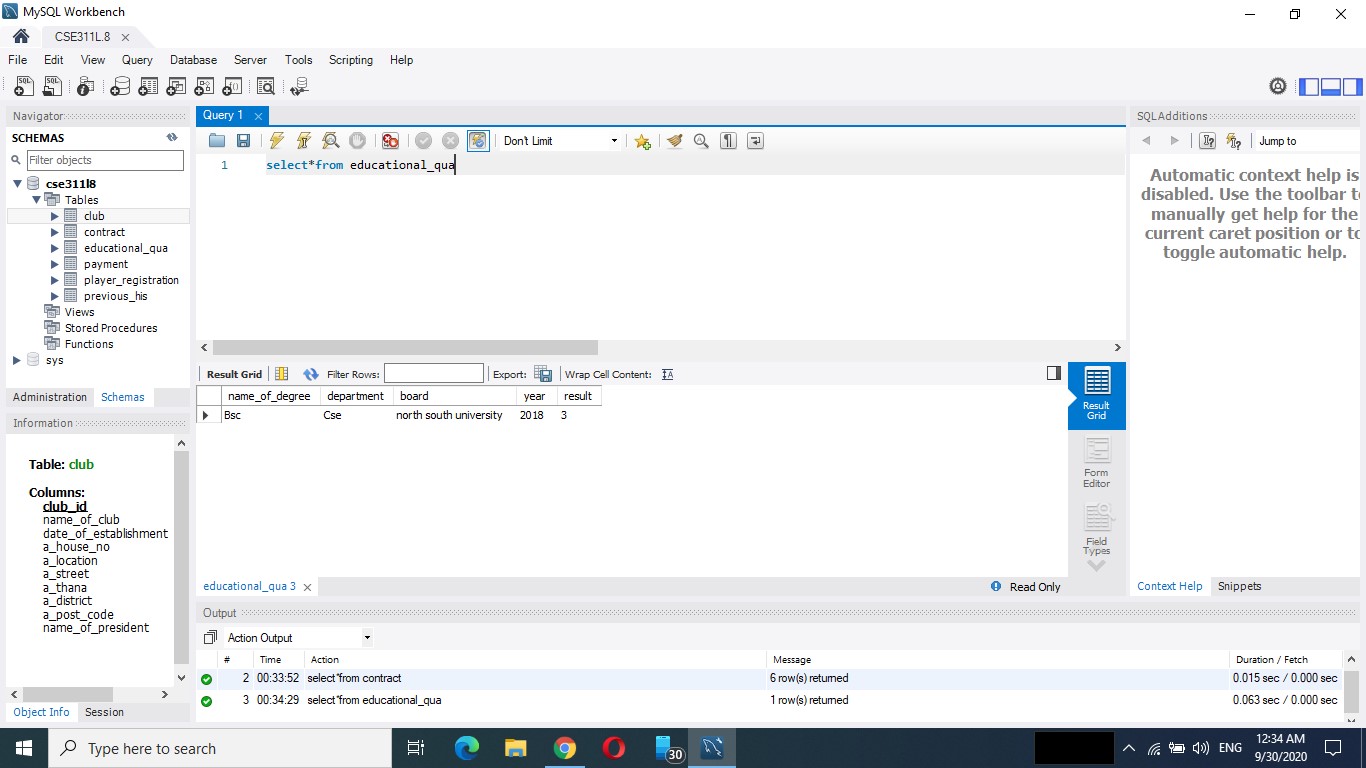 MySQL Workbench
CSE311L.8
File Edit View Query Database Server Tools Scripting Help
Navigator
SCHEMAS
Filter objects
cse311l8
Tables
club
contract
educational_qua
payment
player_registration
previous_his
Views
Stored Procedures
Functions
sys
Administration Schemas
Information
Table: club
Columns:
club_id
name_of_club
date_of_establishment
a_house_no
a_location
a_street
a_thana
a_district
a_post_code
name_of_president
Object Info Session
Query 1
Don't Limit
1 select*from educational_qua
Result Grid Filter Rows: Export: Wrap Cell Content:
name_of_degree department board year result
Bsc Cse north south university 2018 3
Result
Grid
Form
Editor
Field
Types
educational_qua 3
Read Only
SQLAdditions
Jump to
Automatic context help is
disabled. Use the toolbar to
manually get help for the
current caret position or to
toggle automatic help.
Context Help Snippets
Output
Action Output
# Time Action Message Duration / Fetch
2 00:33:52 select*from contract 6 row(s) returned 0.015 sec / 0.000 sec
3 00:34:29 select*from educational_qua 1 row(s) returned 0.063 sec / 0.000 sec
Type here to search
30
ENG
12:34 AM
9/30/2020